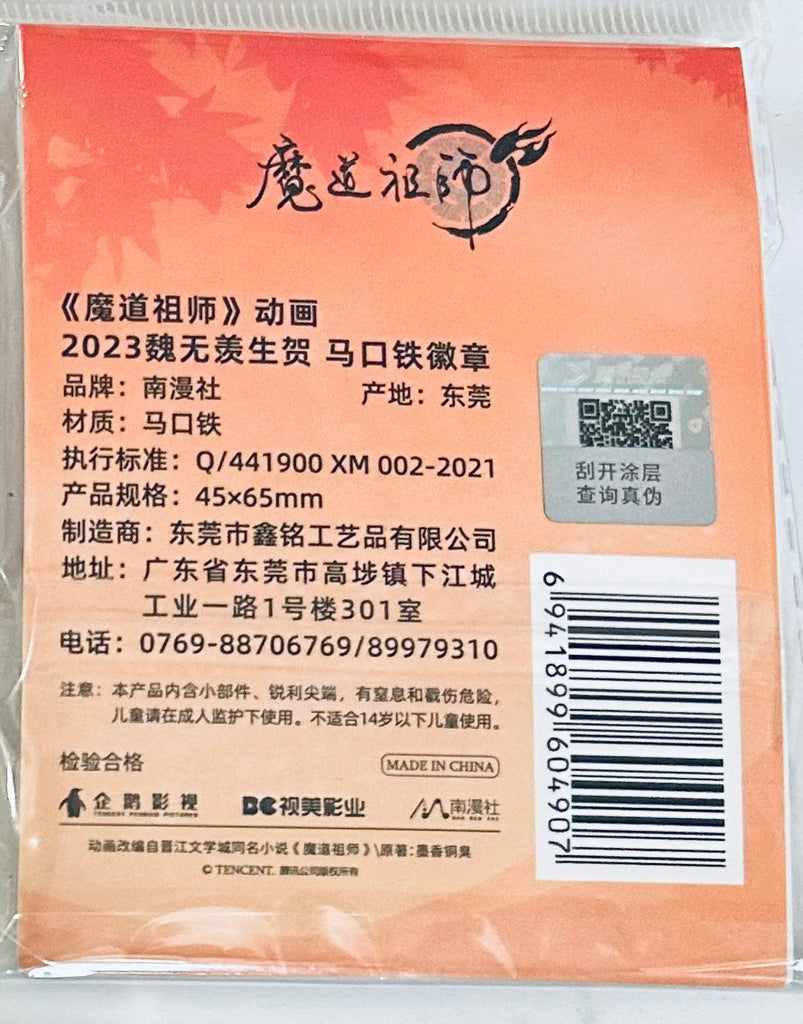 魔道祖师
《魔道祖师》动画
2023魏无羡生贺 马口铁徽章
品牌：南漫社 产地：东莞
材质：马口铁
执行标准：Q/441900 XM 002-2021
产品规格：45×65mm
制造商：东莞市鑫铭工艺品有限公司
地址：广东省东莞市高埗镇下江城
工业一路1号楼301室
电话：0769-88706769/89979310
注意：本产品内含小部件、锐利尖端，有窒息和戳伤危险，
儿童请在成人监护下使用。不适合14岁以下儿童使用。
检验合格
MADE IN CHINA
企鹅影视
TENCENT PENGUIN PICTURES
视美影业
南漫社
动画改编自晋江文学城同名小说《魔道祖师》\原著：墨香铜臭
© TENCENT. 腾讯公司版权所有
刮开涂层
查询真伪
6941899604907